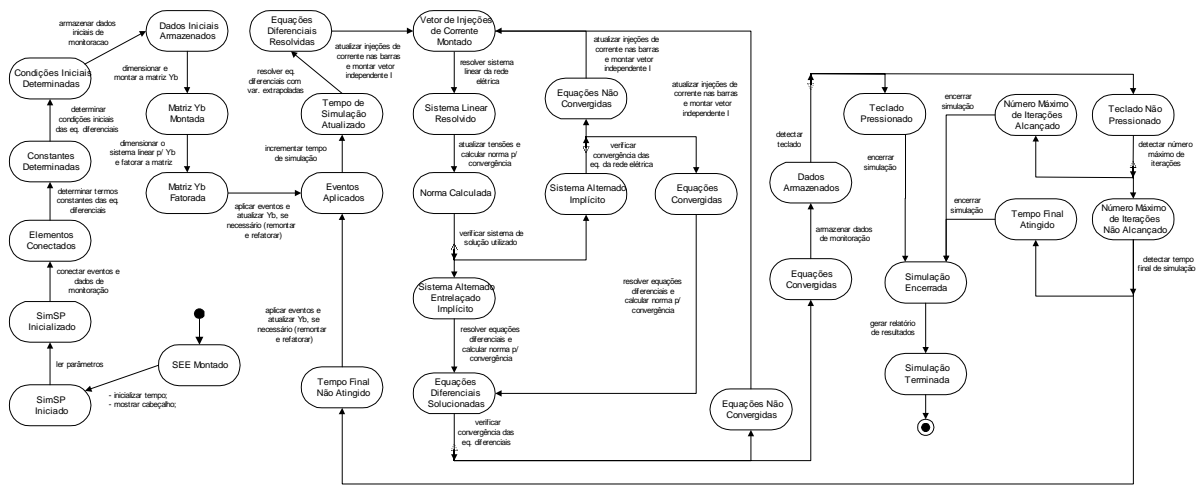 armazenar dados
iniciais de
monitoracao
Dados Iniciais
Armazenados
Condições Iniciais
Determinadas
dimensionar e
montar a matriz Yb
determinar
condições iniciais
das eq. diferenciais
Matriz Yb
Montada
Constantes
Determinadas
dimensionar o
sistema linear p/ Yb
e fatorar a matriz
determinar termos
constantes das eq.
diferenciais
Matriz Yb
Fatorada
aplicar eventos e
atualizar Yb, se
necessário (remontar
e refatorar)
Elementos
Conectados
conectar eventos e
dados de
monitoração
SimSP
Inicializado
ler parâmetros
SEE Montado
SimSP
Iniciado
- inicializar tempo;
- mostrar cabeçalho;
Equações
Diferenciais
Resolvidas
atualizar injeções de
corrente nas barras
e montar vetor
independente I
resolver eq.
diferenciais com
var. extrapoladas
Tempo de
Simulação
Atualizado
incrementar tempo
de simulação
Eventos
Aplicados
aplicar eventos e
atualizar Yb, se
necessário (remontar
e refatorar)
Tempo Final
Não Atingido
Vetor de Injeções
de Corrente
Montado
resolver sistema
linear da rede
elétrica
Sistema Linear
Resolvido
atualizar tensões e
calcular norma p/
convergência
Norma Calculada
verificar sistema de
solução utilizado
Sistema Alternado
Entrelaçado
Implícito
resolver equações
diferenciais e
calcular norma p/
convergência
Equações
Diferenciais
Solucionadas
verificar
convergência das
eq. diferenciais
atualizar injeções de
corrente nas barras
e montar vetor
independente I
Equações Não
Convergidas
verificar
convergência das
eq. da rede elétrica
Sistema Alternado
Implícito
Equações
Convergidas
resolver equações
diferenciais e
calcular norma p/
convergência
atualizar injeções de
corrente nas barras
e montar vetor
independente I
Equações Não
Convergidas
detectar
teclado
Dados
Armazenados
armazenar dados
de monitoração
Equações
Convergidas
Teclado
Pressionado
encerrar
simulação
encerrar
simulação
Número Máximo
de Iterações
Alcançado
Teclado Não
Pressionado
detectar número
máximo de
iterações
encerrar
simulação
Tempo Final
Atingido
Número Máximo
de Iterações
Não Alcançado
detectar tempo
final de simulação
Simulação
Encerrada
gerar relatório
de resultados
Simulação
Terminada